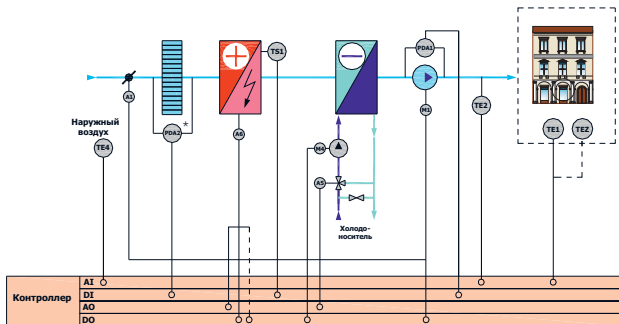 PDA1
TS1
A1
TE2
M1
Наружный
воздух
PDA2
*
A6
TE4
M4
TE1
TEZ
A5
Холодо-
носитель
Контроллер
AI
DI
AO
DO